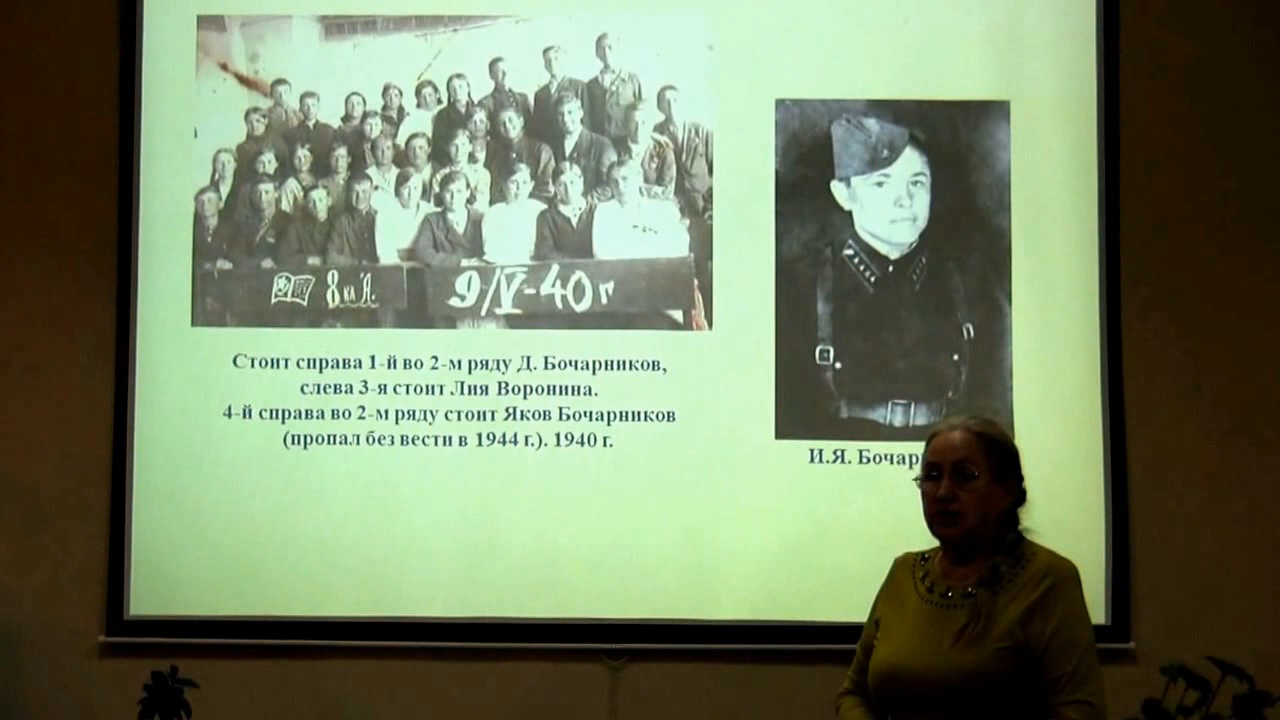 8 кл "А".
9/V-40 г
Стоит справа 1-й во 2-м ряду Д. Бочарников,
слева 3-я стоит Лия Воронина.
4-й справа во 2-м ряду стоит Яков Бочарников
(пропал без вести в 1944 г.). 1940 г.
И.Я.